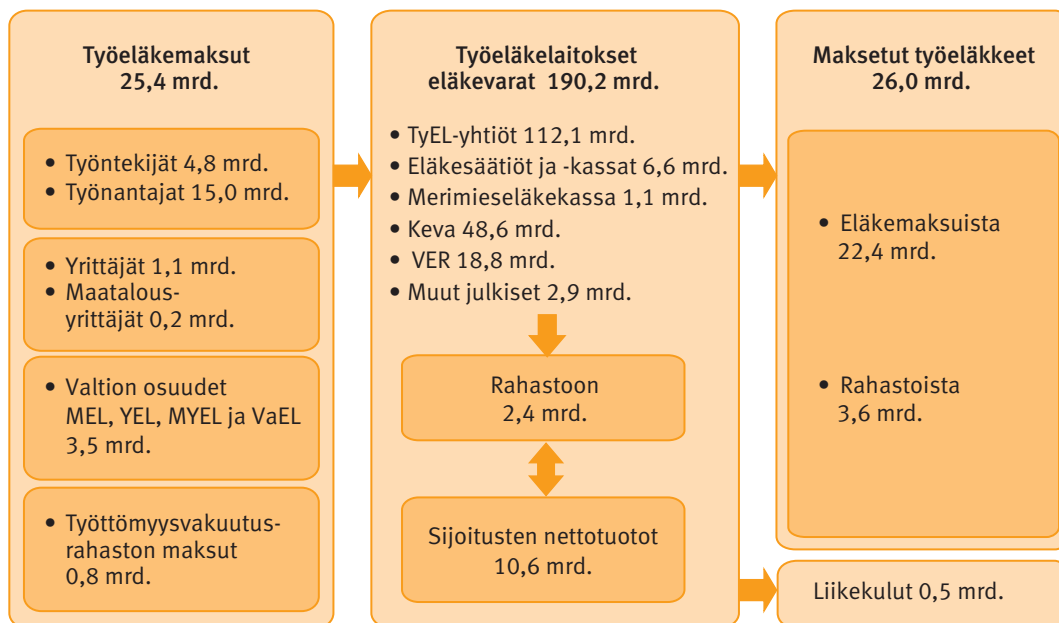 Työeläkemaksut
25,4 mrd.
• Työntekijät 4,8 mrd.
• Työnantajat 15,0 mrd.
• Yrittäjät 1,1 mrd.
• Maatalous-
yrittäjät 0,2 mrd.
• Valtion osuudet
MEL, YEL, MYEL ja VaEL
3,5 mrd.
• Työttömyysvakuutus-
rahaston maksut
0,8 mrd.
Työeläkelaitokset
eläkevarat 190,2 mrd.
• TyEL-yhtiöt 112,1 mrd.
• Eläkesäätiöt ja -kassat 6,6 mrd.
• Merimieseläkekassa 1,1 mrd.
• Keva 48,6 mrd.
• VER 18,8 mrd.
• Muut julkiset 2,9 mrd.
Rahastoon
2,4 mrd.
Sijoitusten nettotuotot
10,6 mrd.
Maksetut työeläkkeet
26,0 mrd.
• Eläkemaksuista
22,4 mrd.
• Rahastoista
3,6 mrd.
Liikekulut 0,5 mrd.